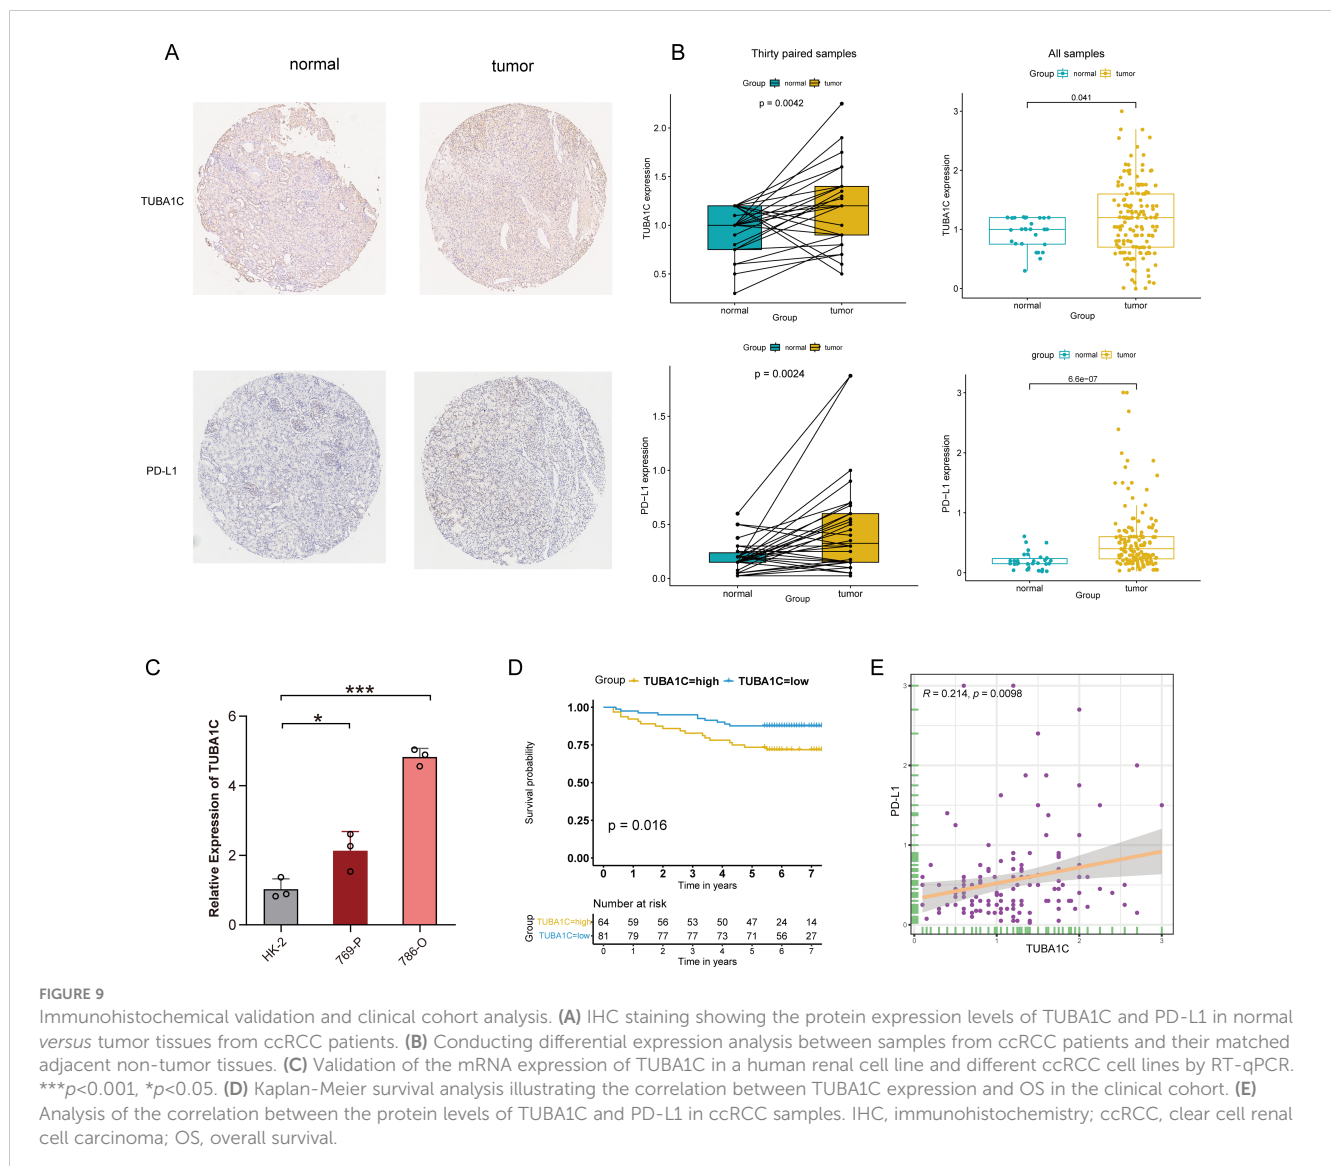 A
normal
tumor
TUBA1C
PD-L1
B
Thirty paired samples
Group normal tumor
p = 0.0042
TUBA1C expression
2.0
1.5
1.0
0.5
normal
tumor
Group
All samples
Group normal tumor
0.041
TUBA1C expression
3
2
1
0
normal
tumor
Group
Group normal tumor
p = 0.0024
PD-L1 expression
1.5
1.0
0.5
0.0
normal
tumor
Group
group normal tumor
6.6e-07
PD-L1 expression
3
2
1
0
normal
tumor
Group
C
Relative Expression of TUBA1C
***
*
6
4
2
0
HK-2
769-P
786-O
D
Group TUBA1C=high TUBA1C=low
Survival probability
1.00
0.75
0.50
0.25
0.00
p = 0.016
0 1 2 3 4 5 6 7
Time in years
Number at risk
Group
TUBA1C=high 64 59 56 53 50 47 24 14
TUBA1C=low 81 79 77 77 73 71 56 27
0 1 2 3 4 5 6 7
Time in years
E
R = 0.214, p = 0.0098
PD-L1
3
2
1
0
0 1 2 3
TUBA1C
FIGURE 9
Immunohistochemical validation and clinical cohort analysis. (A) IHC staining showing the protein expression levels of TUBA1C and PD-L1 in normal
versus tumor tissues from ccRCC patients. (B) Conducting differential expression analysis between samples from ccRCC patients and their matched
adjacent non-tumor tissues. (C) Validation of the mRNA expression of TUBA1C in a human renal cell line and different ccRCC cell lines by RT-qPCR.
***p<0.001, *p<0.05. (D) Kaplan-Meier survival analysis illustrating the correlation between TUBA1C expression and OS in the clinical cohort. (E)
Analysis of the correlation between the protein levels of TUBA1C and PD-L1 in ccRCC samples. IHC, immunohistochemistry; ccRCC, clear cell renal
cell carcinoma; OS, overall survival.